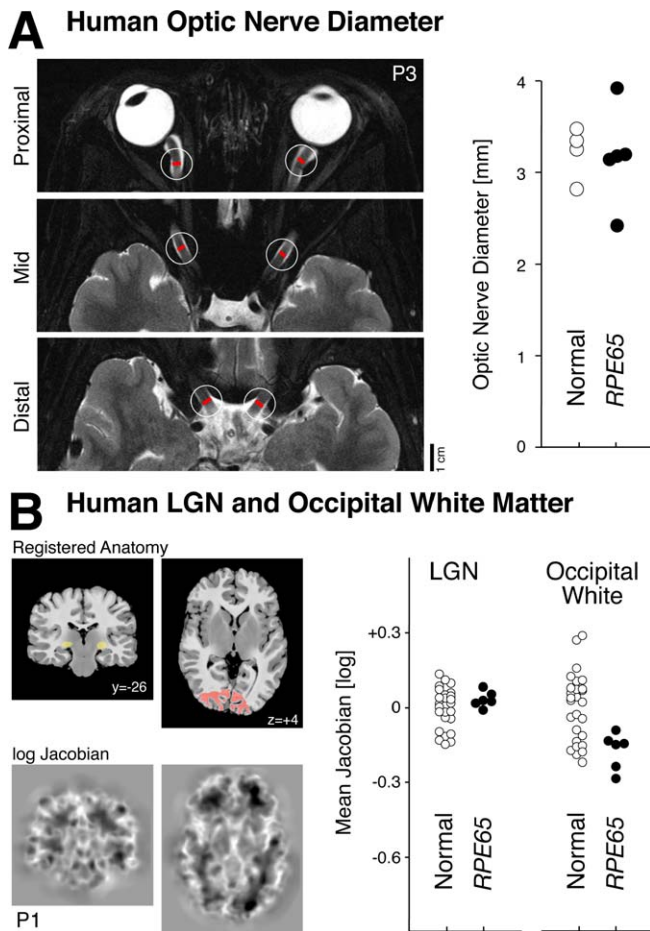 A Human Optic Nerve Diameter
P3
Proximal
Mid
Distal
1 cm
Optic Nerve Diameter [mm]
4
3
2
1
0
Normal
RPE65
B Human LGN and Occipital White Matter
Registered Anatomy
y=-26
z=+4
log Jacobian
P1
Mean Jacobian [log]
LGN
Occipital
White
+0.3
0
-0.3
-0.6
Normal
RPE65
Normal
RPE65